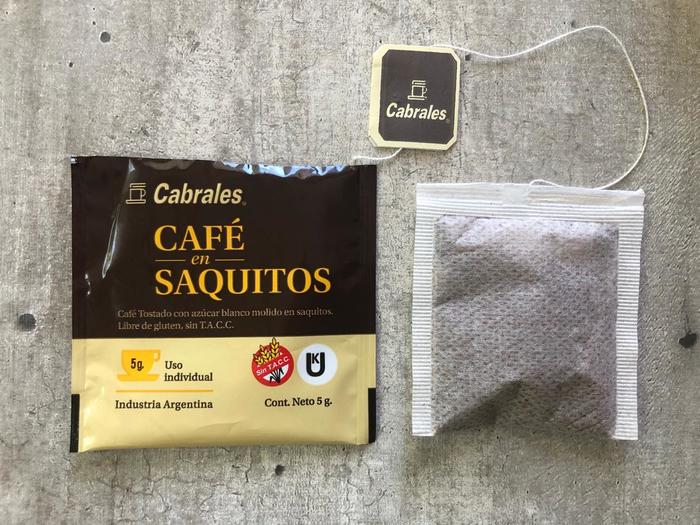 Cabrales
Cabrales
CAFÉ
en
SAQUITOS
Café Tostado con azúcar blanco molido en saquitos.
Libre de gluten, sin T.A.C.C.
5g.
Uso
individual
Sin T.A.C.C.
UK
Industria Argentina
Cont. Neto 5 g.